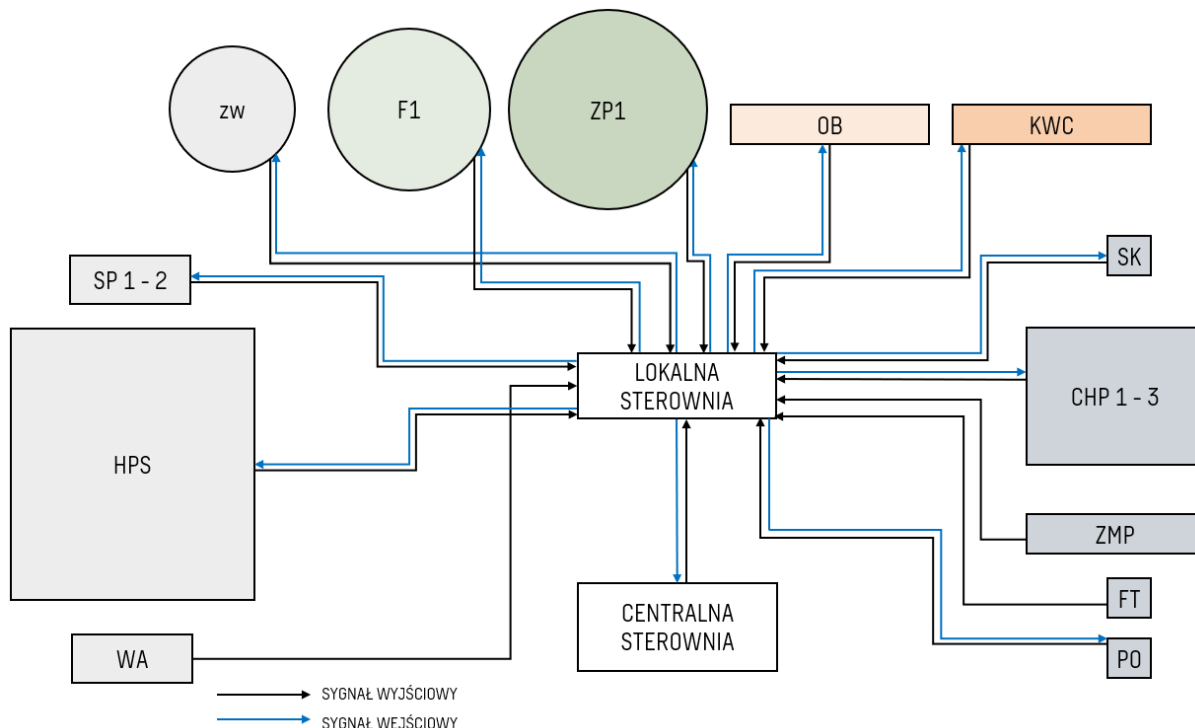 zw
F1
ZP1
OB
KWC
SP 1 - 2
SK
LOKALNA
STEROWNIA
CHP 1 - 3
HPS
ZMP
FT
CENTRALNA
STEROWNIA
WA
PO
SYGNAŁ WYJŚCIOWY
SYGNAŁ WEJŚCIOWY